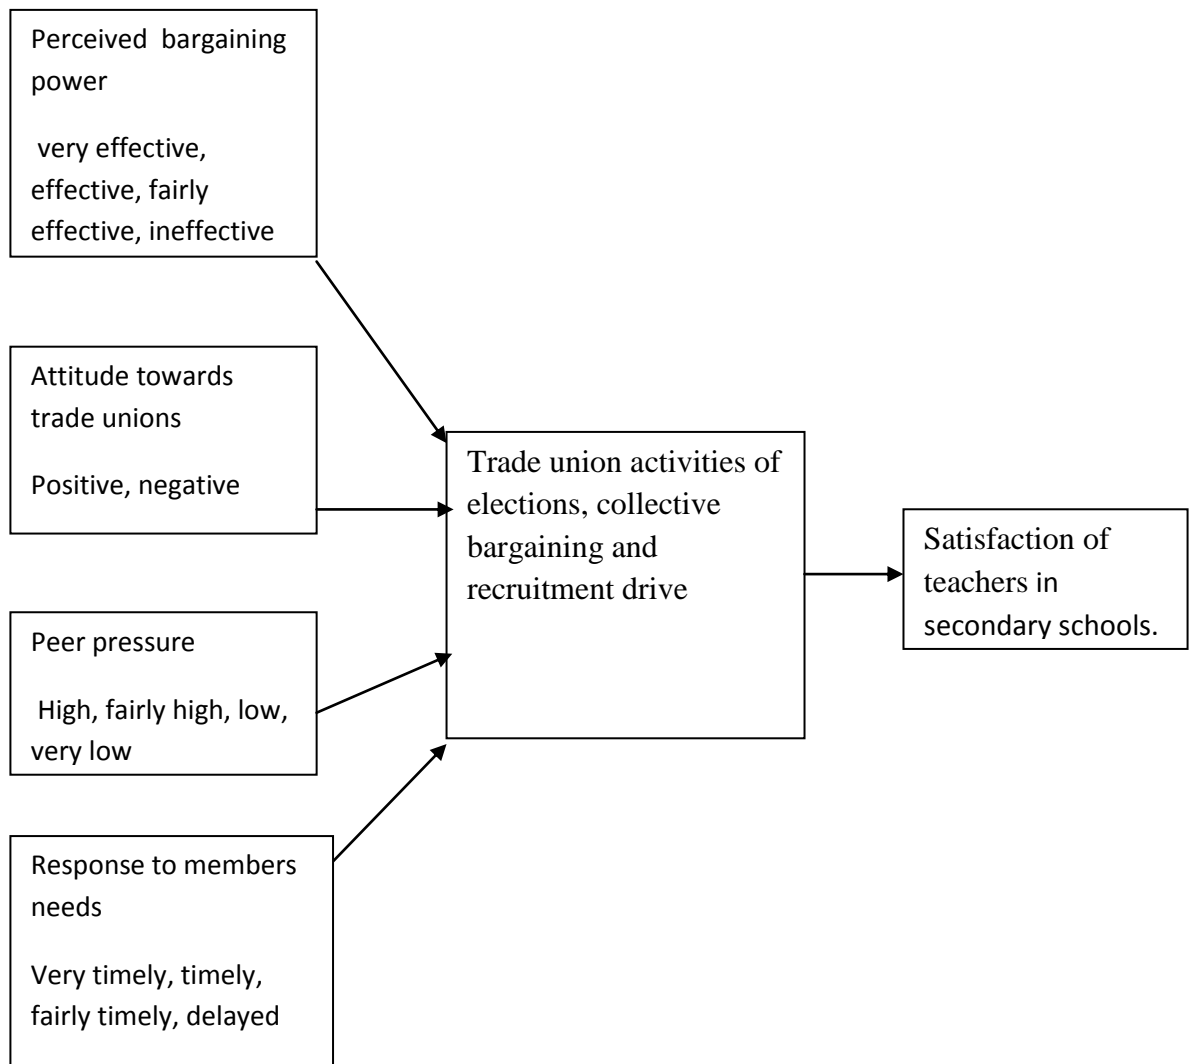 Perceived bargaining
power
very effective,
effective, fairly
effective, ineffective
Attitude towards
trade unions
Positive, negative
Peer pressure
High, fairly high, low,
very low
Response to members
needs
Very timely, timely,
fairly timely, delayed
Trade union activities of
elections, collective
bargaining and
recruitment drive
Satisfaction of
teachers in
secondary schools.